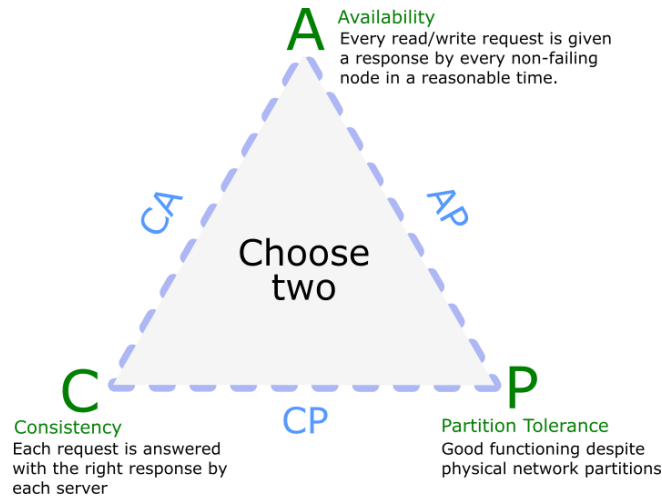 A
Availability
Every read/write request is given
a response by every non-failing
node in a reasonable time.
CA
AP
Choose
two
C
P
Consistency
Each request is answered
with the right response by
each server
CP
Partition Tolerance
Good functioning despite
physical network partitions